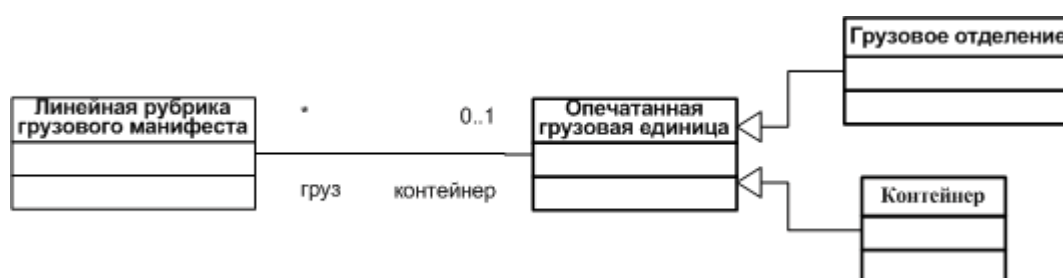 Грузовое отделение
Линейная рубрика
грузового манифеста
*
0..1
Опечатанная
грузовая единица
груз
контейнер
Контейнер